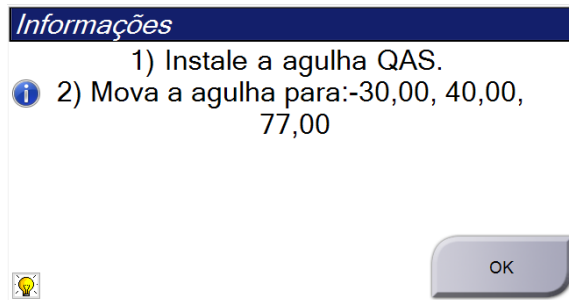 Informações
1) Instale a agulha QAS.
2) Mova a agulha para:-30,00, 40,00,
77,00
OK